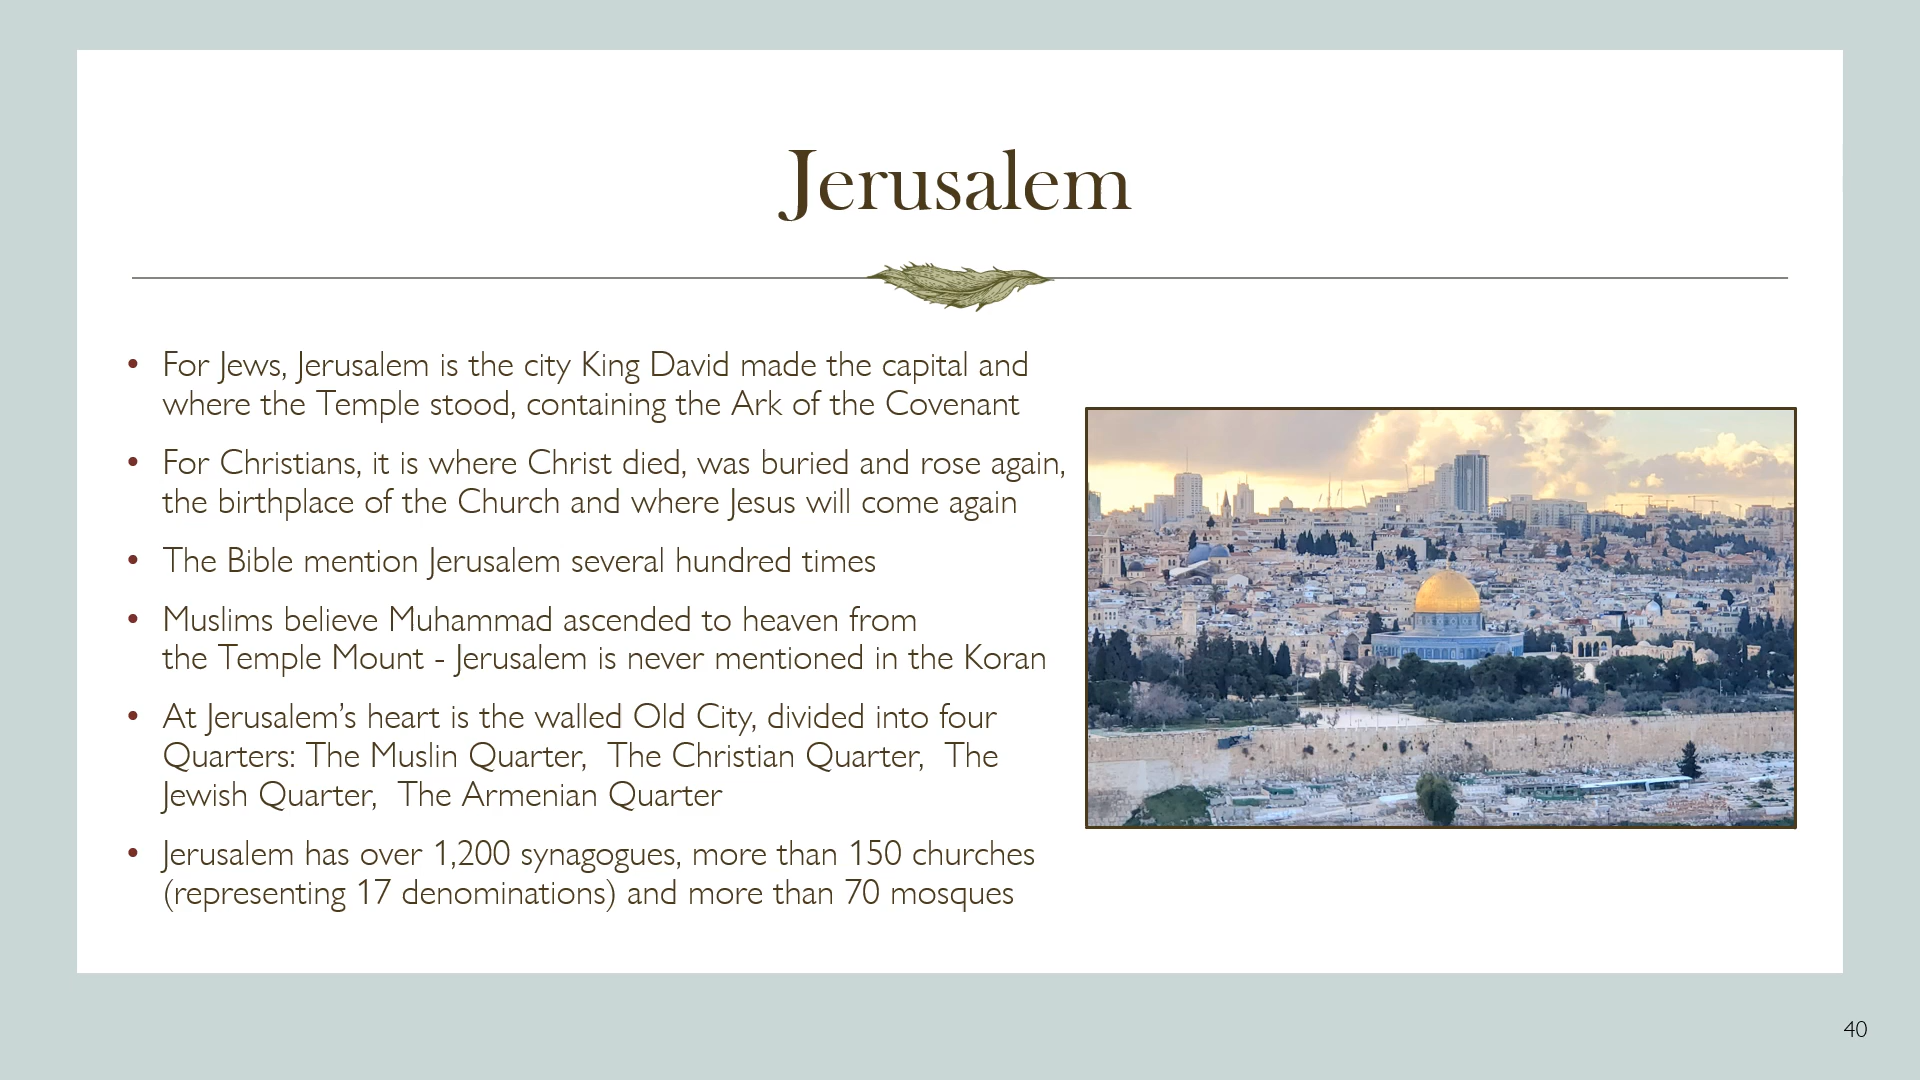 Jerusalem
• For Jews, Jerusalem is the city King David made the capital and
where the Temple stood, containing the Ark of the Covenant
• For Christians, it is where Christ died, was buried and rose again,
the birthplace of the Church and where Jesus will come again
• The Bible mention Jerusalem several hundred times
• Muslims believe Muhammad ascended to heaven from
the Temple Mount - Jerusalem is never mentioned in the Koran
• At Jerusalem’s heart is the walled Old City, divided into four
Quarters: The Muslin Quarter,  The Christian Quarter,  The
Jewish Quarter,  The Armenian Quarter
• Jerusalem has over 1,200 synagogues, more than 150 churches
(representing 17 denominations) and more than 70 mosques
40